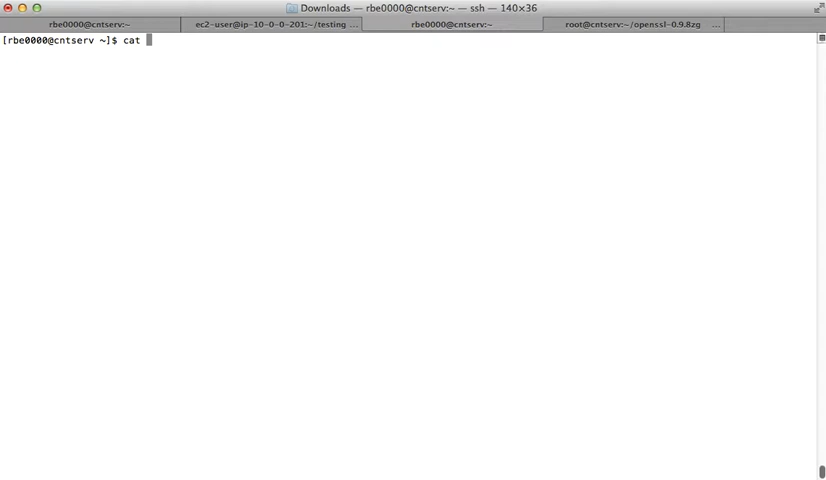 Downloads — rbe0000@cntserv:~ — ssh — 140×36
rbe0000@cntserv:~ ec2-user@ip-10-0-0-201:~/testing ... rbe0000@cntserv:~ root@cntserv:~/openssl-0.9.8zg ...
[rbe0000@cntserv ~]$ cat